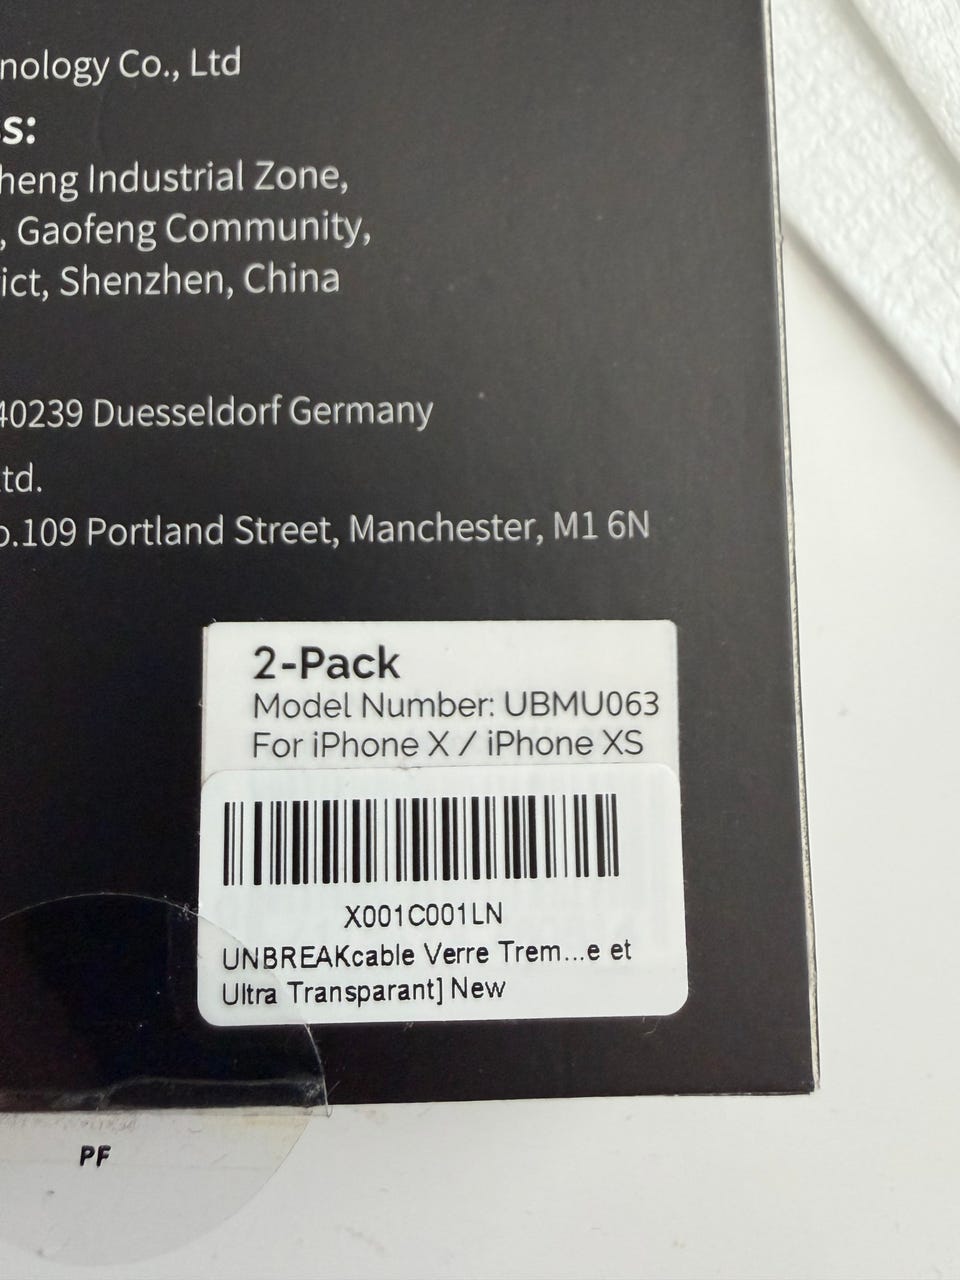 nology Co., Ltd
ss:
heng Industrial Zone,
, Gaofeng Community,
ict, Shenzhen, China
40239 Duesseldorf Germany
td.
o.109 Portland Street, Manchester, M1 6N
2-Pack
Model Number: UBMU063
For iPhone X / iPhone XS
X001C001LN
UNBREAKcable Verre Trem...e et
Ultra Transparant] New
PF